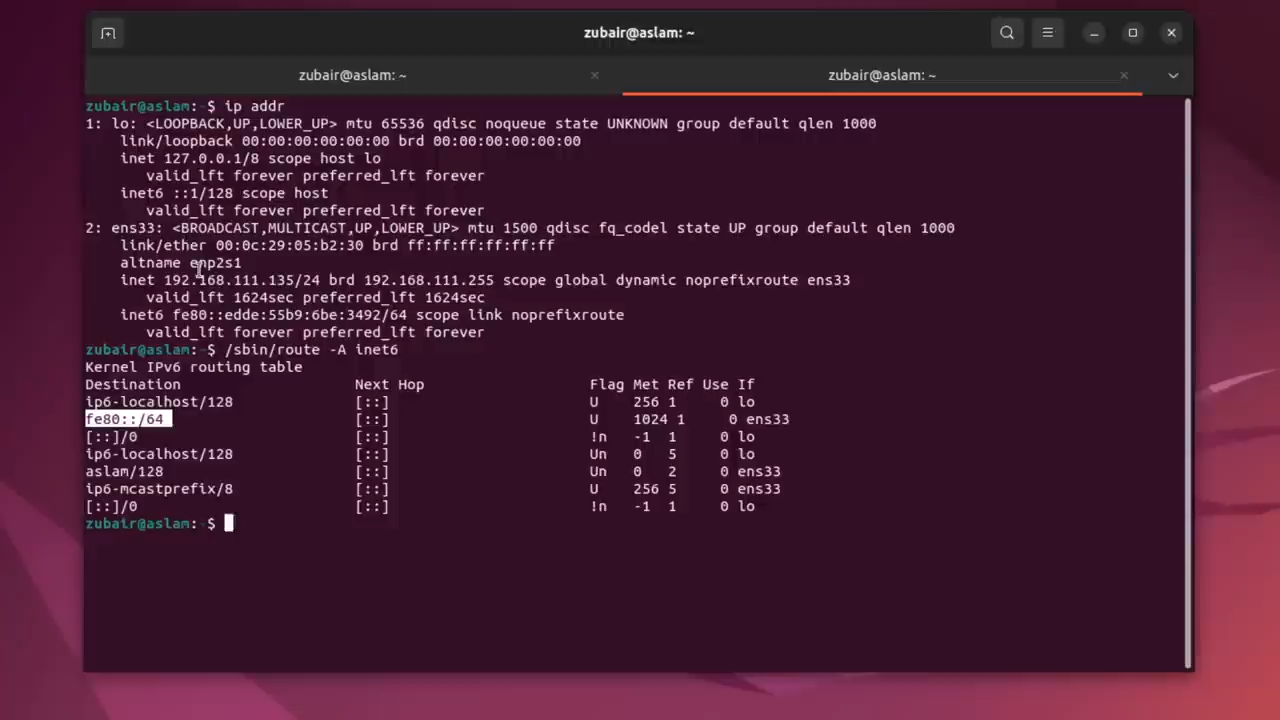 zubair@aslam: ~
zubair@aslam: ~
zubair@aslam: ~
zubair@aslam:~$ ip addr
1: lo: <LOOPBACK,UP,LOWER_UP> mtu 65536 qdisc noqueue state UNKNOWN group default qlen 1000
link/loopback 00:00:00:00:00:00 brd 00:00:00:00:00:00
inet 127.0.0.1/8 scope host lo
valid_lft forever preferred_lft forever
inet6 ::1/128 scope host
valid_lft forever preferred_lft forever
2: ens33: <BROADCAST,MULTICAST,UP,LOWER_UP> mtu 1500 qdisc fq_codel state UP group default qlen 1000
link/ether 00:0c:29:05:b2:30 brd ff:ff:ff:ff:ff:ff
altname enp2s1
inet 192.168.111.135/24 brd 192.168.111.255 scope global dynamic noprefixroute ens33
valid_lft 1624sec preferred_lft 1624sec
inet6 fe80::edde:55b9:6be:3492/64 scope link noprefixroute
valid_lft forever preferred_lft forever
zubair@aslam:~$ /sbin/route -A inet6
Kernel IPv6 routing table
Destination Next Hop Flag Met Ref Use If
ip6-localhost/128 [::] U 256 1 0 lo
fe80::/64 [::] U 1024 1 0 ens33
[::]/0 [::] !n -1 1 0 lo
ip6-localhost/128 [::] Un 0 5 0 lo
aslam/128 [::] Un 0 2 0 ens33
ip6-mcastprefix/8 [::] U 256 5 0 ens33
[::]/0 [::] !n -1 1 0 lo
zubair@aslam:~$